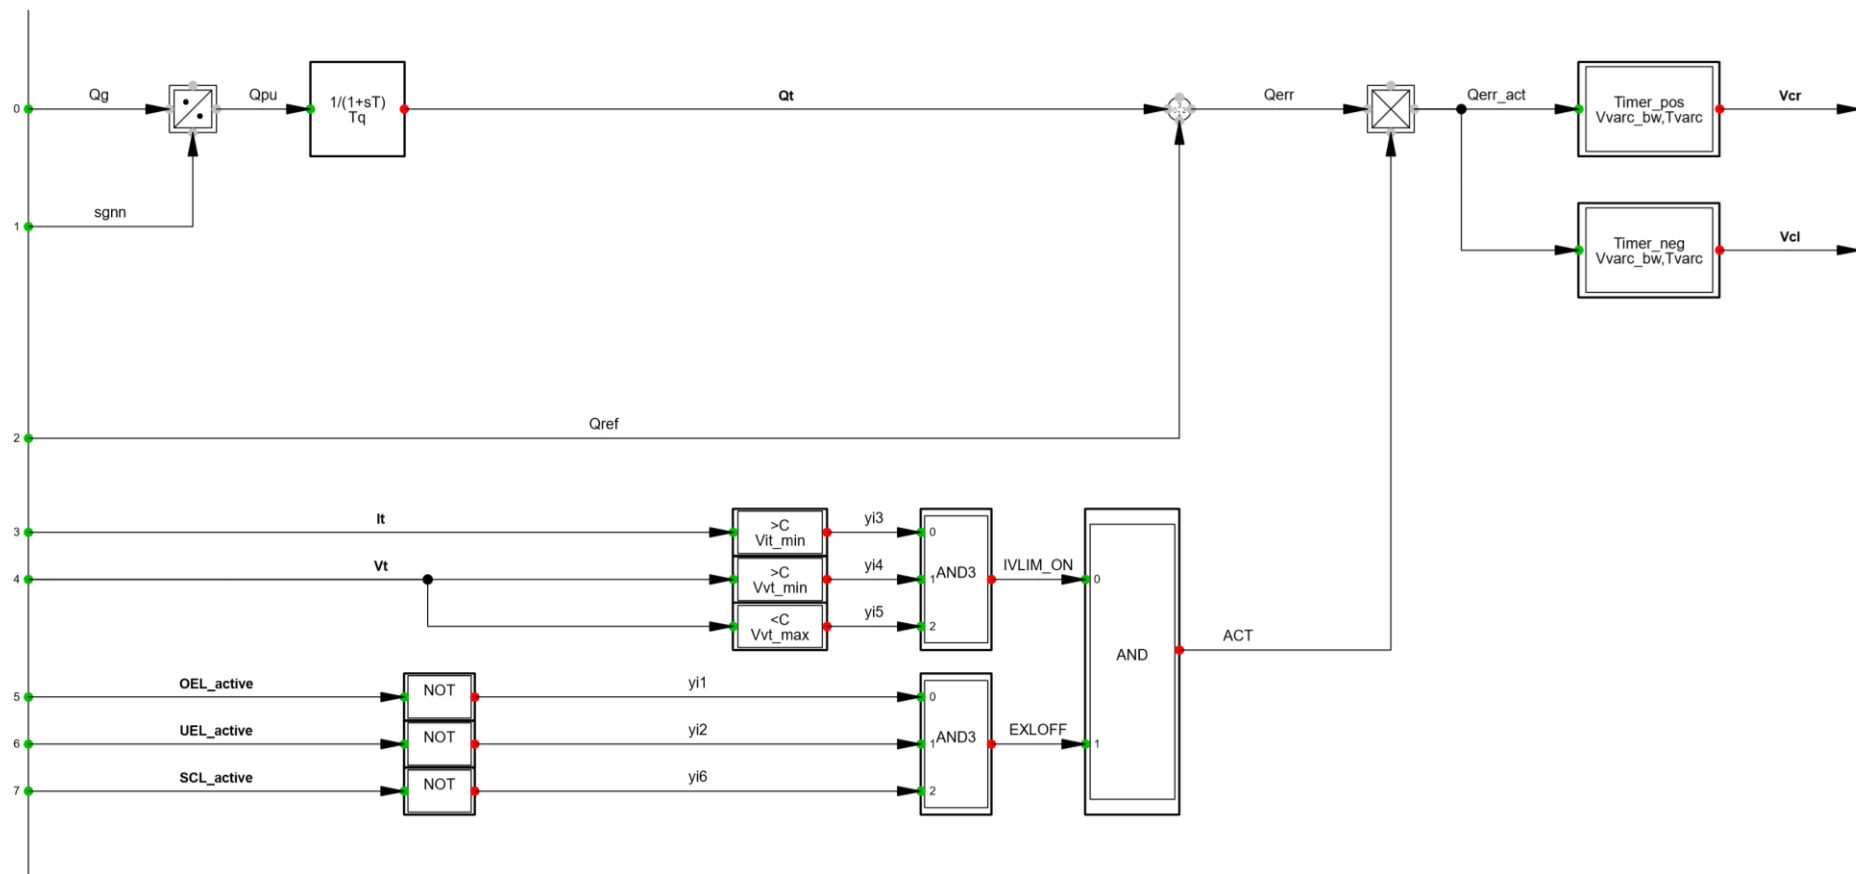 Qg
Qpu
1/(1+sT)
Tq
Qt
Qerr
Qerr_act
Timer_pos
Vvarc_bw,Tvarc
Vcr
0
sgnn
1
Timer_neg
Vvarc_bw,Tvarc
Vcl
Qref
2
It
>C
Vit_min
yi3
0
3
Vt
>C
Vvt_min
yi4
1
AND3
IVLIM_ON
0
4
<C
Vvt_max
yi5
2
ACT
AND
OEL_active
NOT
yi1
0
5
UEL_active
NOT
yi2
1
AND3
EXLOFF
1
6
SCL_active
NOT
yi6
2
7